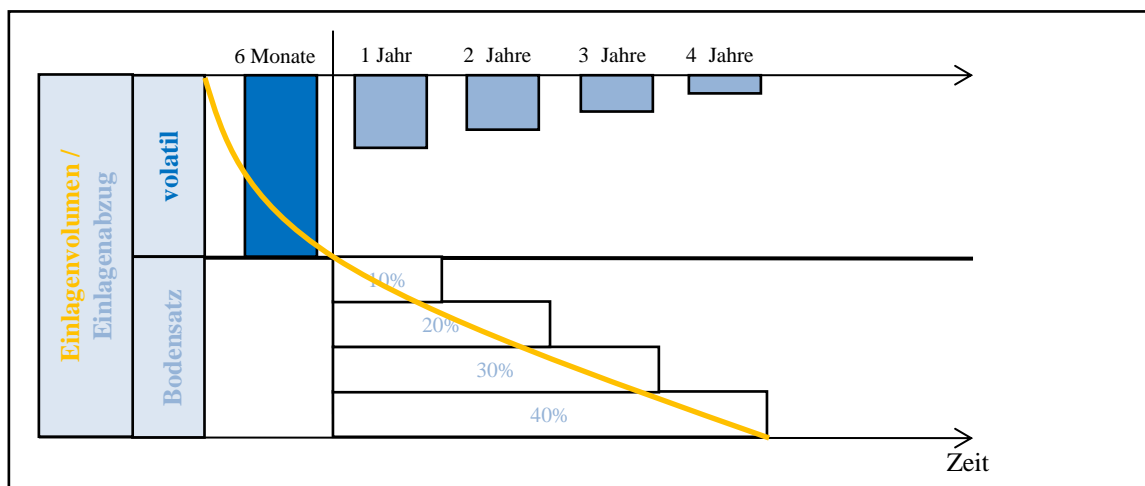 6 Monate
1 Jahr
2 Jahre
3 Jahre
4 Jahre
Einlagenvolumen /
Einlagenabzug
volatil
Bodensatz
10%
20%
30%
40%
Zeit